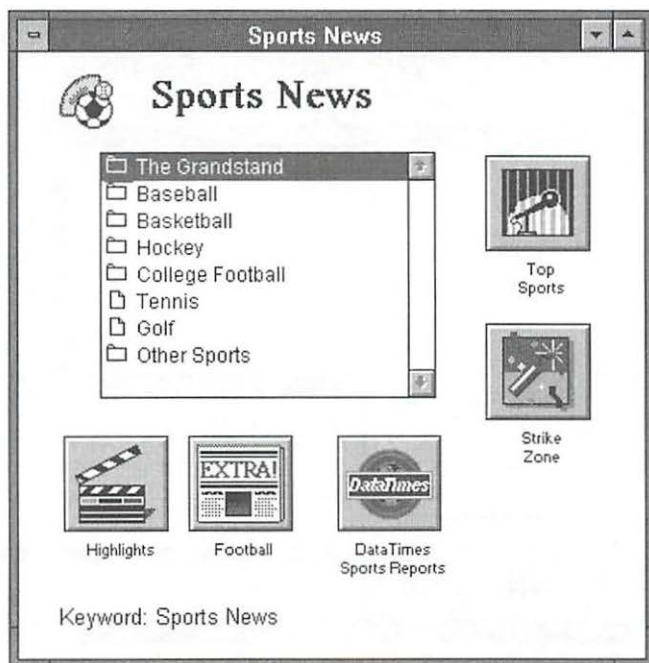 Sports News
Sports News
The Grandstand
Baseball
Basketball
Hockey
College Football
Tennis
Golf
Other Sports
Top
Sports
Strike
Zone
EXTRA!
DataTimes
Highlights
Football
DataTimes
Sports Reports
Keyword: Sports News